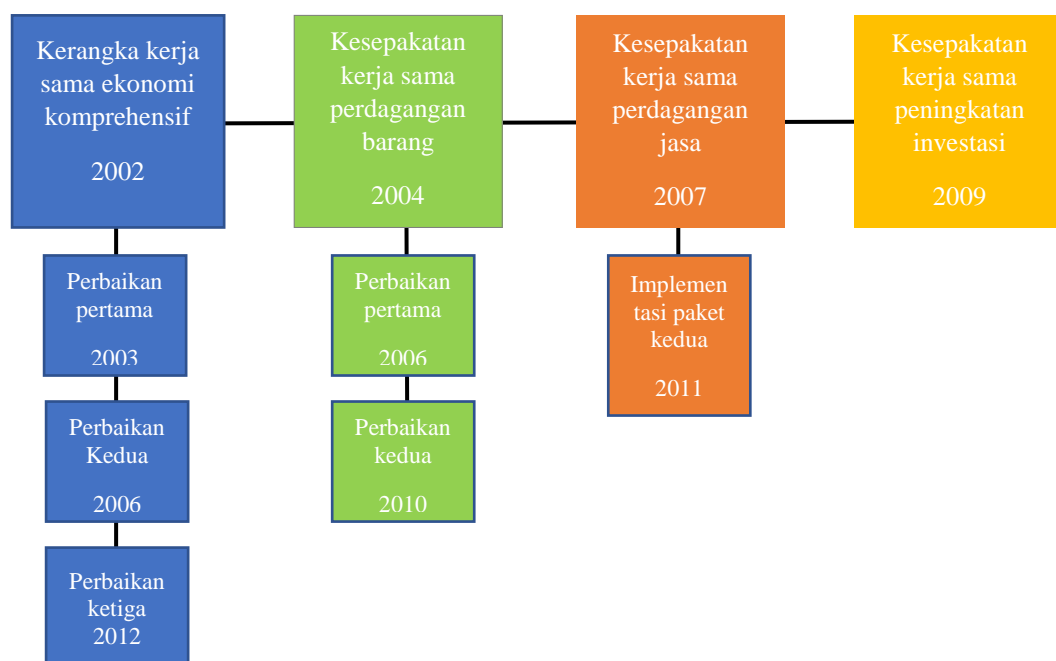 Kerangka kerja
sama ekonomi
komprehensif
2002
Kesepakatan
kerja sama
perdagangan
barang
2004
Kesepakatan
kerja sama
perdagangan
jasa
2007
Kesepakatan
kerja sama
peningkatan
investasi
2009
Perbaikan
pertama
2003
Perbaikan
Kedua
2006
Perbaikan
ketiga
2012
Perbaikan
pertama
2006
Perbaikan
kedua
2010
Implemen
tasi paket
kedua
2011